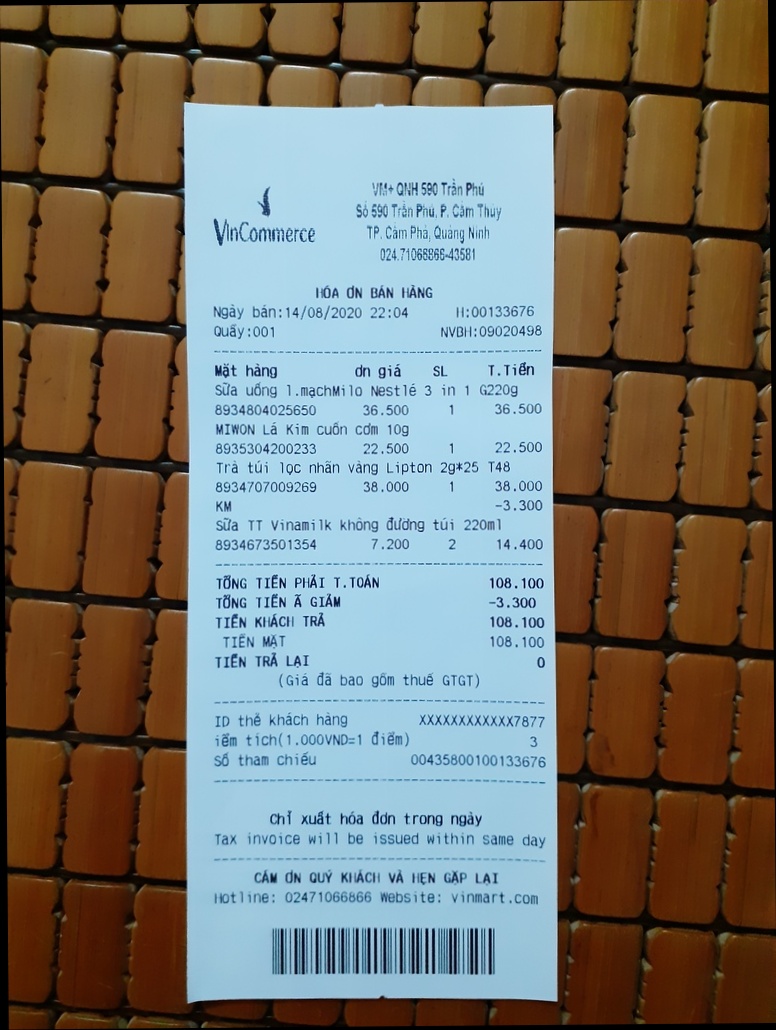 VinCommerce
VM+ QNH 590 Trần Phú
Số 590 Trần Phú, P. Cẩm Thủy
TP. Cẩm Phả, Quảng Ninh
024.71066866-43581
HÓA ƠN BÁN HÀNG
Ngày bán:14/08/2020 22:04 H:00133676
Quầy:001 NVBH:09020498
Mặt hàng ơn giá SL T.Tiền
Sữa uống l.mạchMilo Nestlé 3 in 1 G220g
8934804025650 36.500 1 36.500
MIWON Lá Kim cuốn cơm 10g
8935304200233 22.500 1 22.500
Trà túi lọc nhãn vàng Lipton 2g*25 T48
8934707009269 38.000 1 38.000
KM -3.300
Sữa TT Vinamilk không đường túi 220ml
8934673501354 7.200 2 14.400
TỔNG TIỀN PHẢI T.TOÁN 108.100
TỔNG TIỀN Ã GIẢM -3.300
TIỀN KHÁCH TRẢ 108.100
TIỀN MẶT 108.100
TIỀN TRẢ LẠI 0
(Giá đã bao gồm thuế GTGT)
ID thẻ khách hàng XXXXXXXXXXXX7877
iểm tích(1.000VND=1 điểm) 3
Số tham chiếu 00435800100133676
Chỉ xuất hóa đơn trong ngày
Tax invoice will be issued within same day
CẢM ƠN QUÝ KHÁCH VÀ HẸN GẶP LẠI
Hotline: 02471066866 Website: vinmart.com